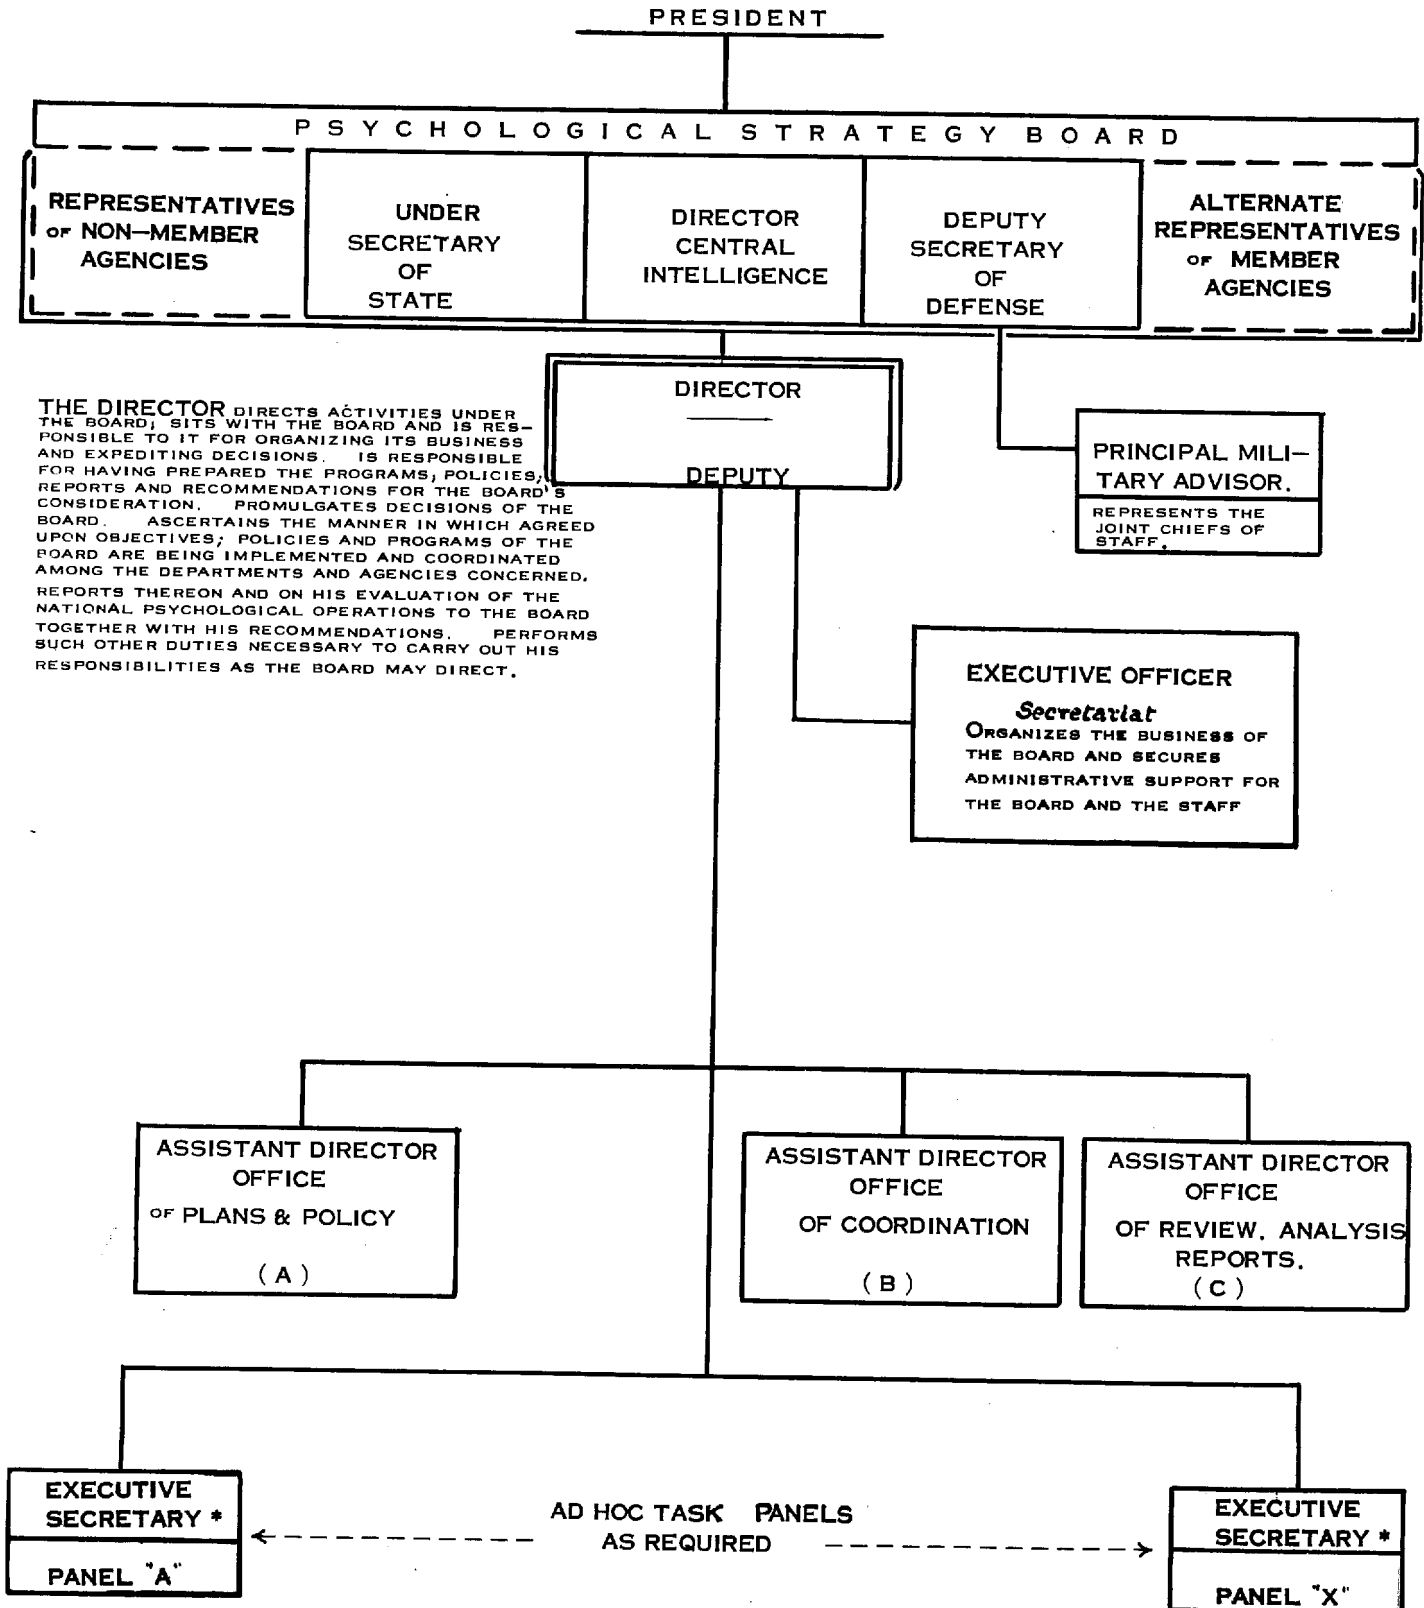 PRESIDENT
PSYCHOLOGICAL STRATEGY BOARD
REPRESENTATIVES
OF NON-MEMBER
AGENCIES
UNDER
SECRETARY
OF
STATE
DIRECTOR
CENTRAL
INTELLIGENCE
DEPUTY
SECRETARY
OF
DEFENSE
ALTERNATE
REPRESENTATIVES
OF MEMBER
AGENCIES
DIRECTOR
DEPUTY
THE DIRECTOR DIRECTS ACTIVITIES UNDER
THE BOARD; SITS WITH THE BOARD AND IS RES-
PONSIBLE TO IT FOR ORGANIZING ITS BUSINESS
AND EXPEDITING DECISIONS. IS RESPONSIBLE
FOR HAVING PREPARED THE PROGRAMS, POLICIES,
REPORTS AND RECOMMENDATIONS FOR THE BOARD'S
CONSIDERATION. PROMULGATES DECISIONS OF THE
BOARD. ASCERTAINS THE MANNER IN WHICH AGREED
UPON OBJECTIVES; POLICIES AND PROGRAMS OF THE
BOARD ARE BEING IMPLEMENTED AND COORDINATED
AMONG THE DEPARTMENTS AND AGENCIES CONCERNED.
REPORTS THEREON AND ON HIS EVALUATION OF THE
NATIONAL PSYCHOLOGICAL OPERATIONS TO THE BOARD
TOGETHER WITH HIS RECOMMENDATIONS. PERFORMS
SUCH OTHER DUTIES NECESSARY TO CARRY OUT HIS
RESPONSIBILITIES AS THE BOARD MAY DIRECT.
PRINCIPAL MILI-
TARY ADVISOR.
REPRESENTS THE
JOINT CHIEFS OF
STAFF.
EXECUTIVE OFFICER
Secretariat
ORGANIZES THE BUSINESS OF
THE BOARD AND SECURES
ADMINISTRATIVE SUPPORT FOR
THE BOARD AND THE STAFF
ASSISTANT DIRECTOR
OFFICE
OF PLANS & POLICY
(A)
ASSISTANT DIRECTOR
OFFICE
OF COORDINATION
(B)
ASSISTANT DIRECTOR
OFFICE
OF REVIEW. ANALYSIS
REPORTS.
(C)
EXECUTIVE
SECRETARY *
PANEL "A"
AD HOC TASK PANELS
AS REQUIRED
EXECUTIVE
SECRETARY *
PANEL "X"